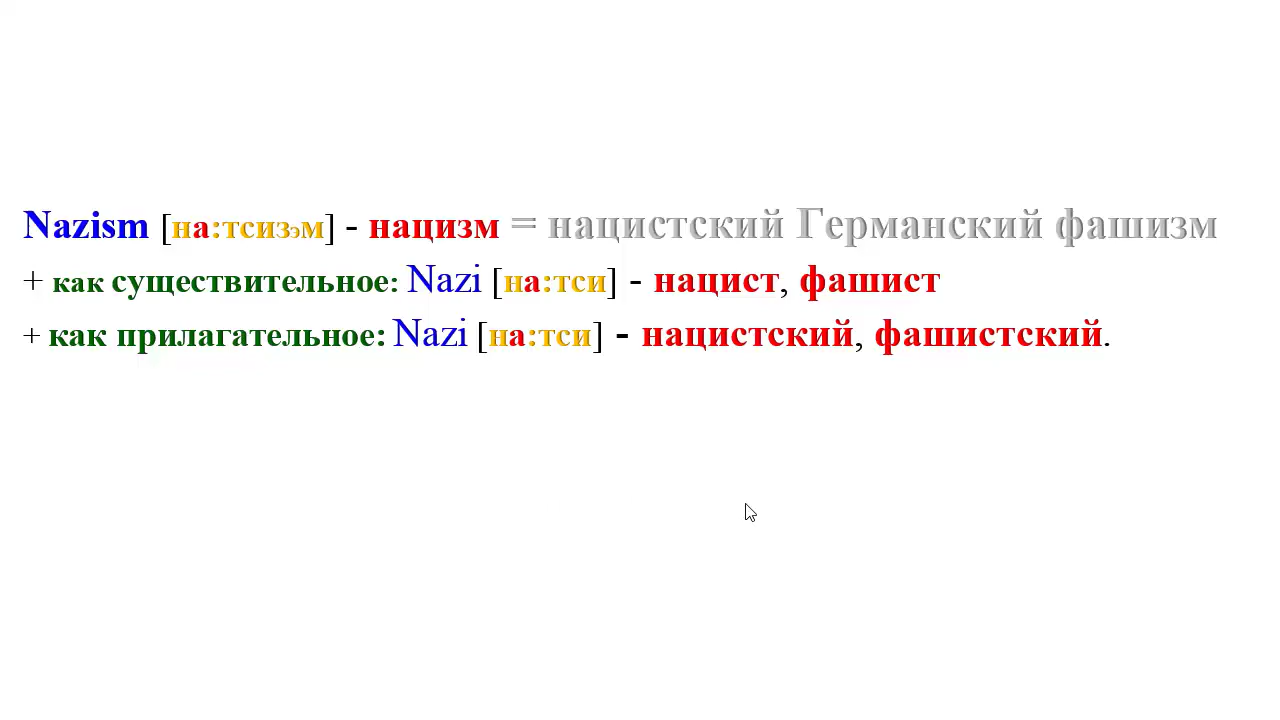 Nazism [на:тсизэм] - нацизм = нацистский Германский фашизм
+ как существительное: Nazi [на:тси] - нацист, фашист
+ как прилагательное: Nazi [на:тси] - нацистский, фашистский.